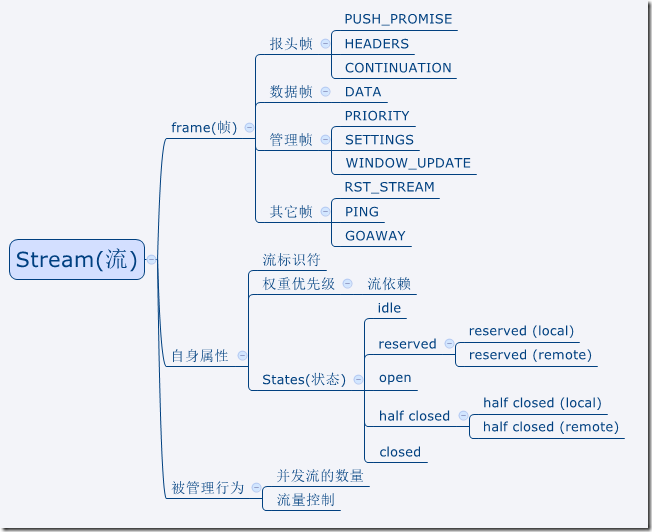 Stream(流)
frame(帧)
报头帧
PUSH_PROMISE
HEADERS
CONTINUATION
数据帧
DATA
管理帧
PRIORITY
SETTINGS
WINDOW_UPDATE
其它帧
RST_STREAM
PING
GOAWAY
自身属性
流标识符
权重优先级
流依赖
States(状态)
idle
reserved
reserved (local)
reserved (remote)
open
half closed
half closed (local)
half closed (remote)
closed
被管理行为
并发流的数量
流量控制